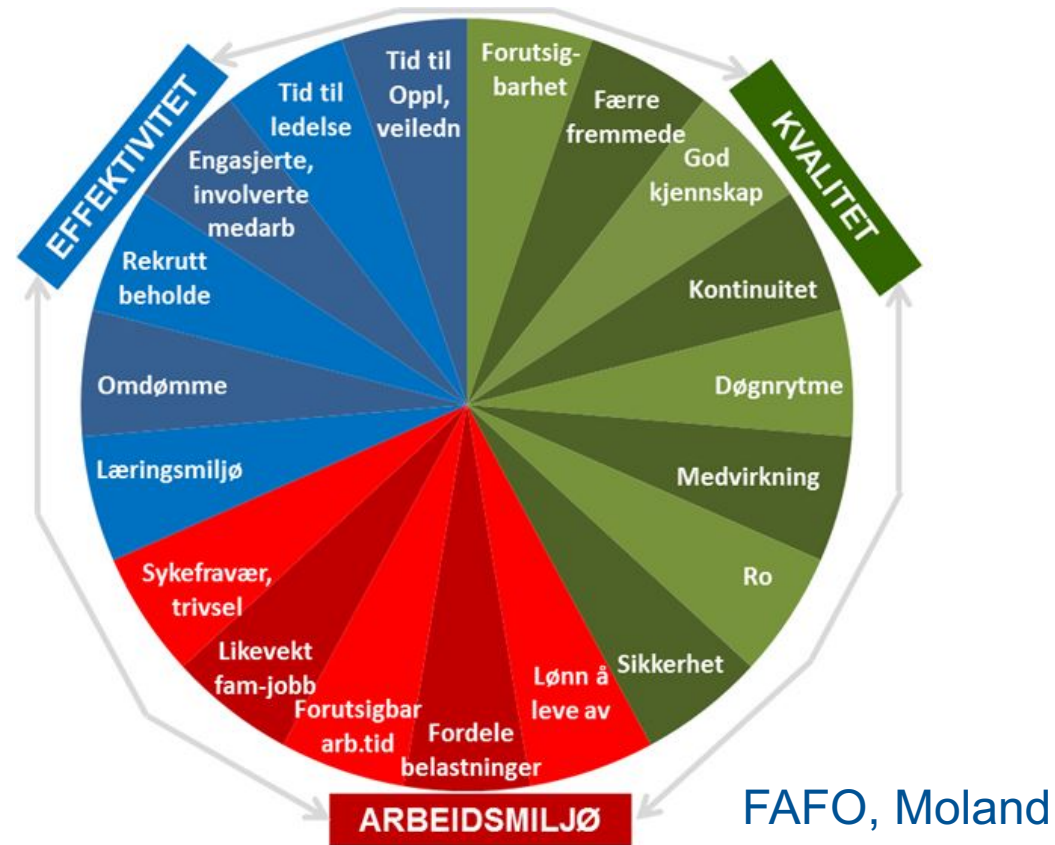 EFFEKTIVITET
KVALITET
Forutsig-
barhet
Færre
fremmede
God
kjennskap
Kontinuitet
Døgnrytme
Medvirkning
Ro
Sikkerhet
Lønn å
leve av
Fordele
belastninger
Forutsigbar
arb.tid
Likevekt
fam-jobb
Sykefravær,
trivsel
Læringsmiljø
Omdømme
Rekrutt
beholde
Engasjerte,
involverte
medarb
Tid til
ledelse
Tid til
Oppl,
veiledn
ARBEIDSMILJØ
FAFO, Moland